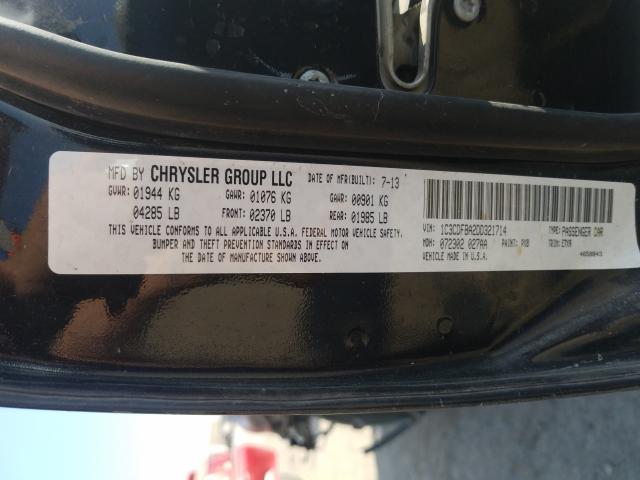 MFD BY CHRYSLER GROUP LLC DATE OF MFR(BUILT): 7-13
GVWR: 01944 KG GAWR: 01076 KG GAWR: 00901 KG
04285 LB FRONT: 02370 LB REAR: 01985 LB
THIS VEHICLE CONFORMS TO ALL APPLICABLE U.S.A. FEDERAL MOTOR VEHICLE SAFETY,
BUMPER AND THEFT PREVENTION STANDARDS IN EFFECT ON
THE DATE OF MANUFACTURE SHOWN ABOVE.
VIN: 1C3CDFBA2DD321714 TYPE: PASSENGER CAR
MDH: 072302 027AA PAINT: PXB TRIM:
VEHICLE MADE IN U.S.A.